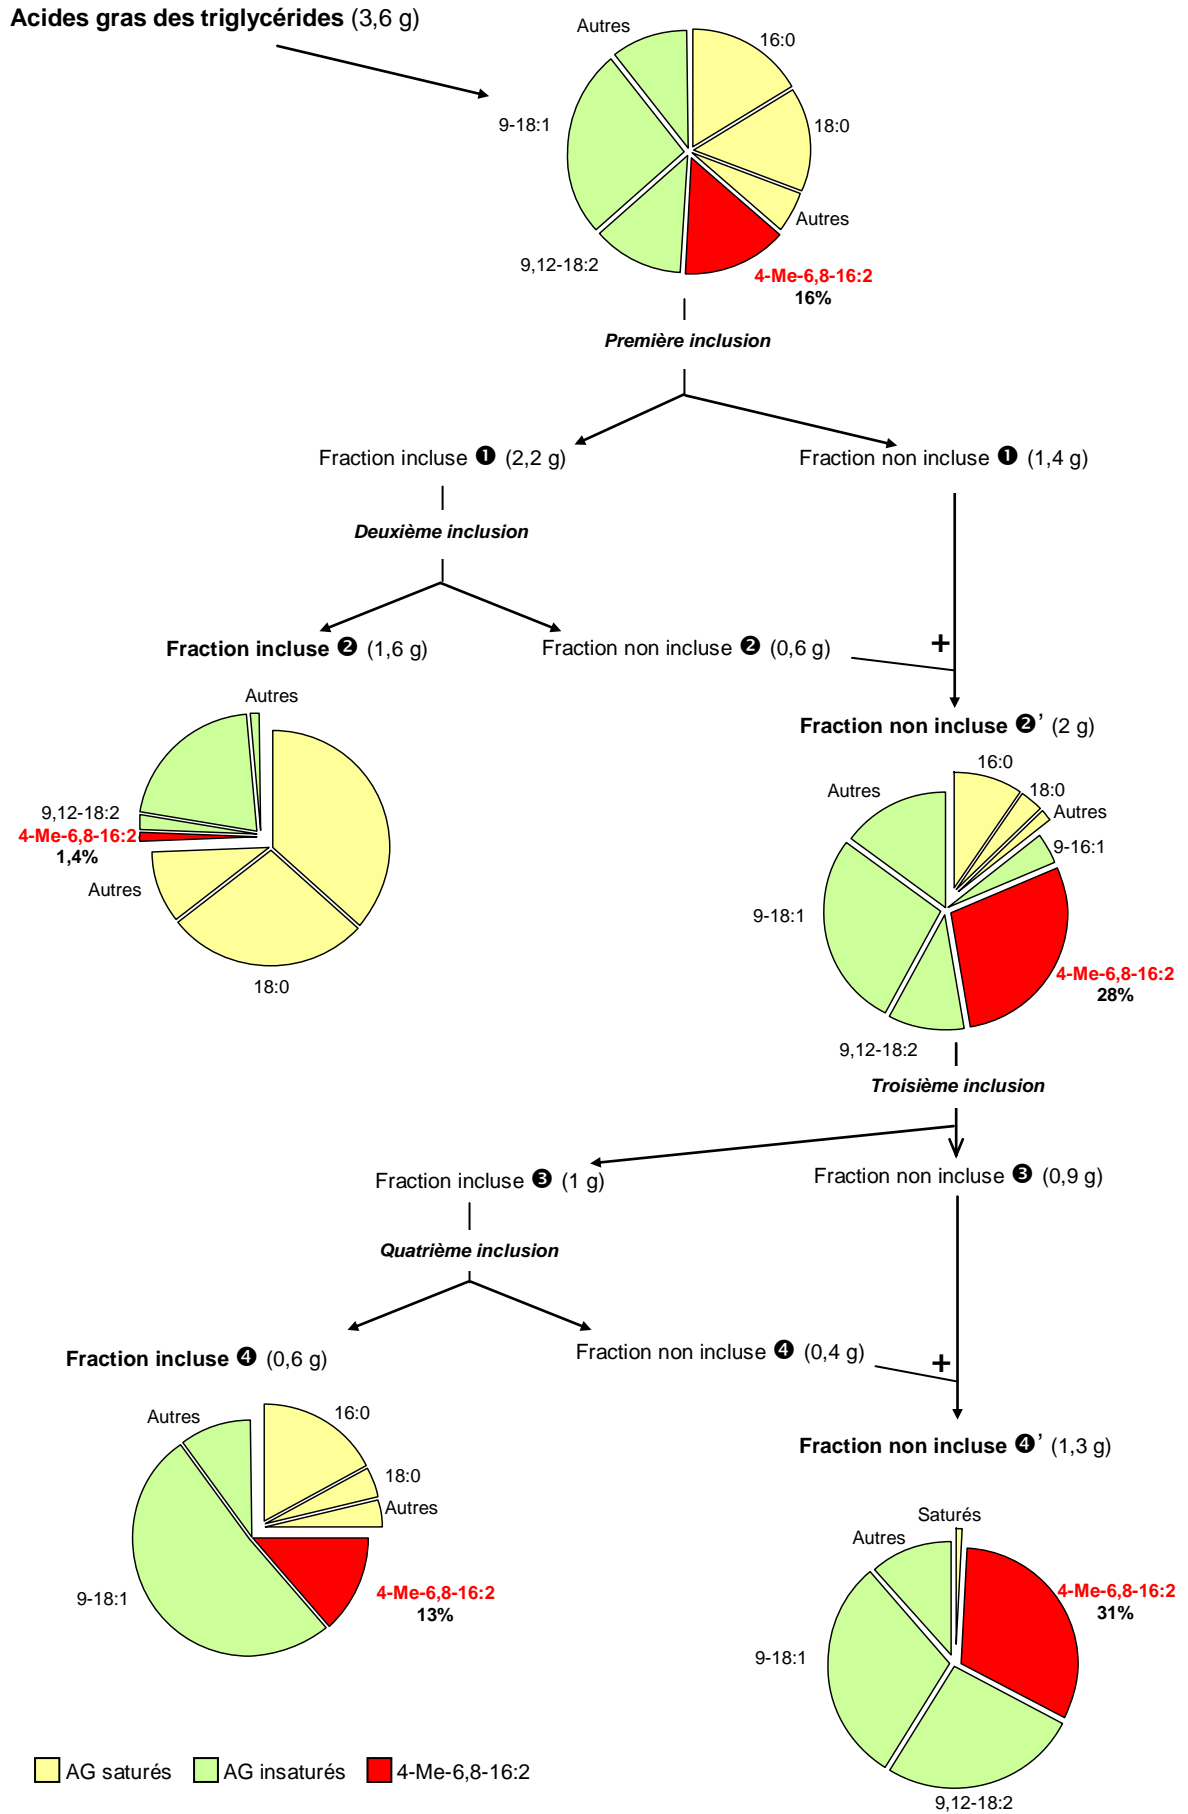 Acides gras des triglycérides (3,6 g)
Autres
16:0
9-18:1
18:0
Autres
9,12-18:2
4-Me-6,8-16:2
16%
Première inclusion
Fraction incluse ❶ (2,2 g)
Fraction non incluse ❶ (1,4 g)
Deuxième inclusion
Fraction incluse ❷ (1,6 g)
Fraction non incluse ❷ (0,6 g)
+
Autres
9,12-18:2
4-Me-6,8-16:2
1,4%
Autres
18:0
Fraction non incluse ❷’ (2 g)
16:0
Autres
18:0
Autres
9-16:1
9-18:1
4-Me-6,8-16:2
28%
9,12-18:2
Troisième inclusion
Fraction incluse ❸ (1 g)
Fraction non incluse ❸ (0,9 g)
Quatrième inclusion
Fraction incluse ❹ (0,6 g)
Fraction non incluse ❹ (0,4 g)
+
Autres
16:0
18:0
Autres
9-18:1
4-Me-6,8-16:2
13%
Fraction non incluse ❹’ (1,3 g)
Saturés
Autres
4-Me-6,8-16:2
31%
9-18:1
9,12-18:2
AG saturés
AG insaturés
4-Me-6,8-16:2